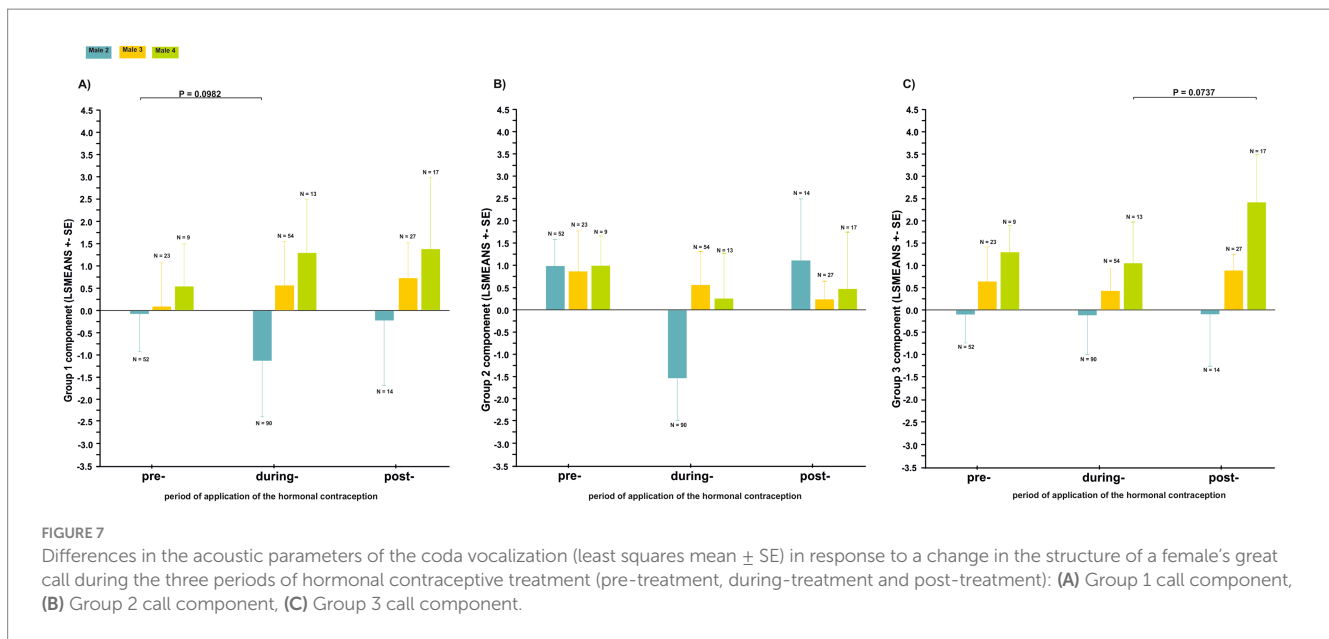 Male 2 Male 3 Male 4
A)
P = 0.0982
Group 1 componenet (LSMEANS +- SE)
4.5
4.0
3.5
3.0
2.5
2.0
1.5
1.0
0.5
0.0
-0.5
-1.0
-1.5
-2.0
-2.5
-3.0
-3.5
N = 52
N = 23
N = 9
N = 90
N = 54
N = 13
N = 14
N = 27
N = 17
pre- during- post-
period of application of the hormonal contraception
B)
Group 2 componenet (LSMEANS +- SE)
4.5
4.0
3.5
3.0
2.5
2.0
1.5
1.0
0.5
0.0
-0.5
-1.0
-1.5
-2.0
-2.5
-3.0
-3.5
N = 52
N = 23
N = 9
N = 90
N = 54
N = 13
N = 14
N = 27
N = 17
pre- during- post-
period of application of the hormonal contraception
C)
P = 0.0737
Group 3 componenet (LSMEANS +- SE)
4.5
4.0
3.5
3.0
2.5
2.0
1.5
1.0
0.5
0.0
-0.5
-1.0
-1.5
-2.0
-2.5
-3.0
-3.5
N = 52
N = 23
N = 9
N = 90
N = 54
N = 13
N = 14
N = 27
N = 17
pre- during- post-
period of application of the hormonal contraception
FIGURE 7
Differences in the acoustic parameters of the coda vocalization (least squares mean ± SE) in response to a change in the structure of a female's great
call during the three periods of hormonal contraceptive treatment (pre-treatment, during-treatment and post-treatment): (A) Group 1 call component,
(B) Group 2 call component, (C) Group 3 call component.